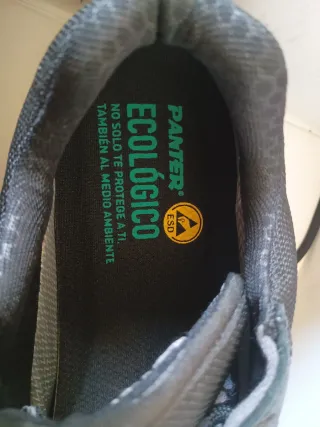 PANTER®
ECOLÓGICO
NO SOLO TE PROTEGE A TI,
TAMBIÉN AL MEDIO AMBIENTE
ESD